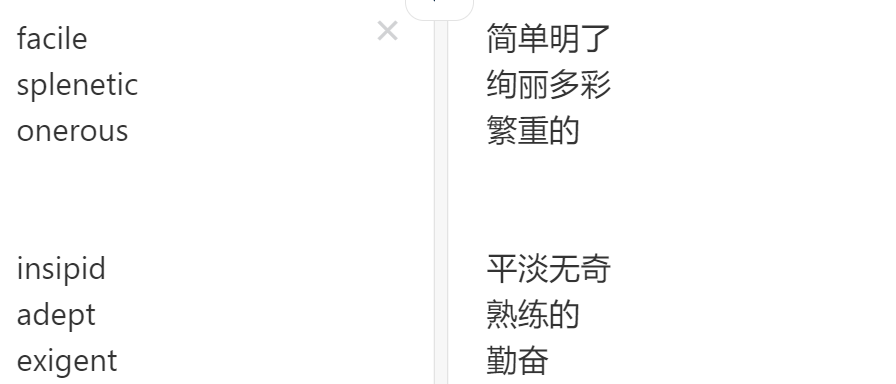 facile
splenetic
onerous
insipid
adept
exigent
简单明了
绚丽多彩
繁重的
平淡无奇
熟练的
勤奋